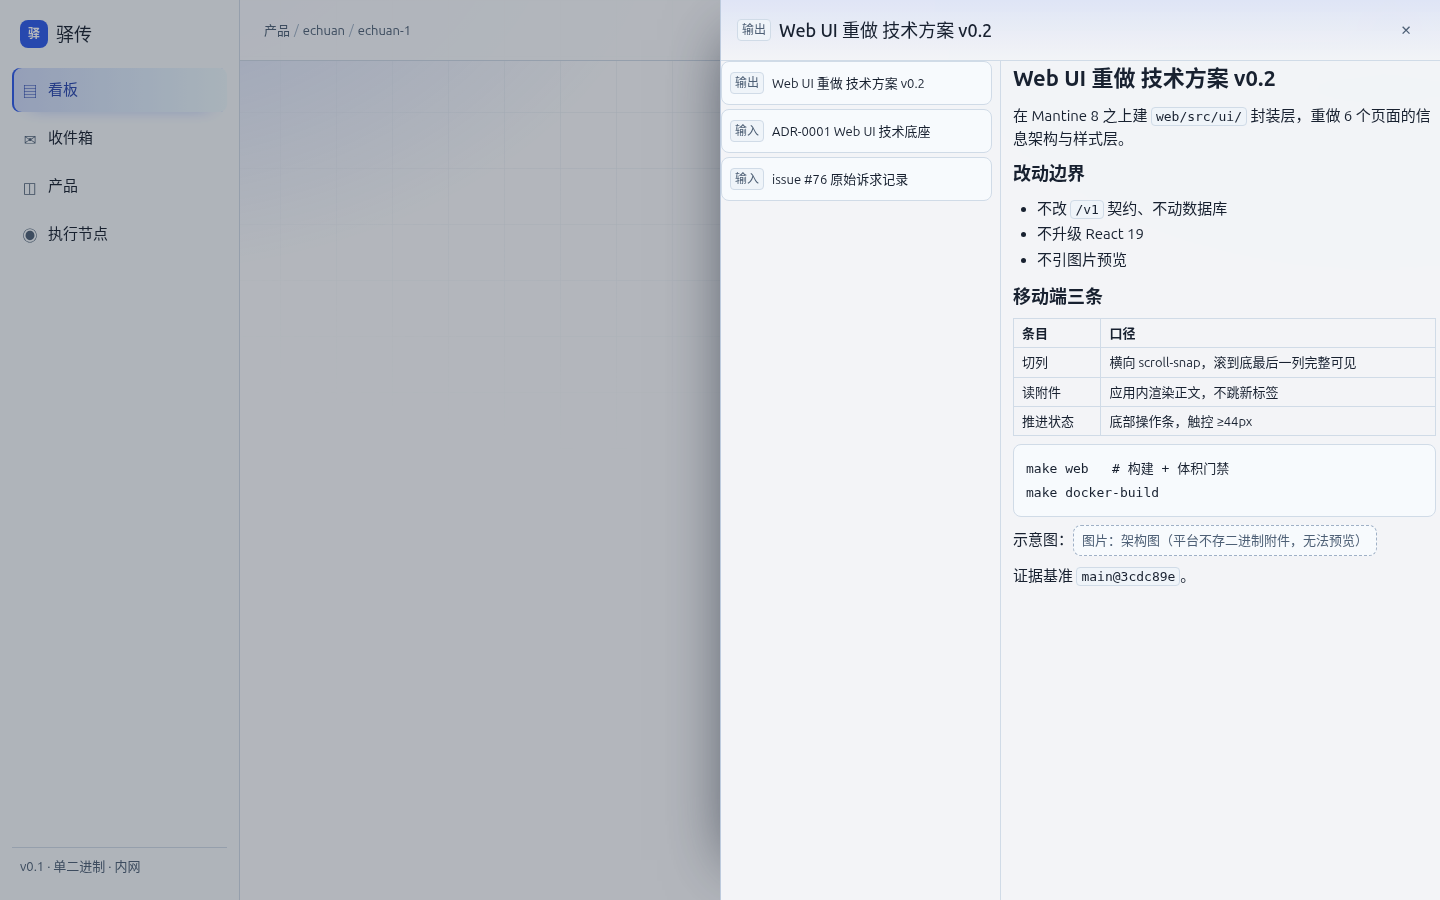 驿 驿传
看板
收件箱
产品
执行节点
v0.1 · 单二进制 · 内网
产品 / echuan / echuan-1
输出 Web UI 重做 技术方案 v0.2 ×
输出 Web UI 重做 技术方案 v0.2
输入 ADR-0001 Web UI 技术底座
输入 issue #76 原始诉求记录
Web UI 重做 技术方案 v0.2
在 Mantine 8 之上建 web/src/ui/ 封装层，重做 6 个页面的信
息架构与样式层。
改动边界
• 不改 /v1 契约、不动数据库
• 不升级 React 19
• 不引图片预览
移动端三条
条目 口径
切列 横向 scroll-snap，滚到底最后一列完整可见
读附件 应用内渲染正文，不跳新标签
推进状态 底部操作条，触控 ≥44px
make web # 构建 + 体积门禁
make docker-build
示意图： 图片：架构图（平台不存二进制附件，无法预览）
证据基准 main@3cdc89e。